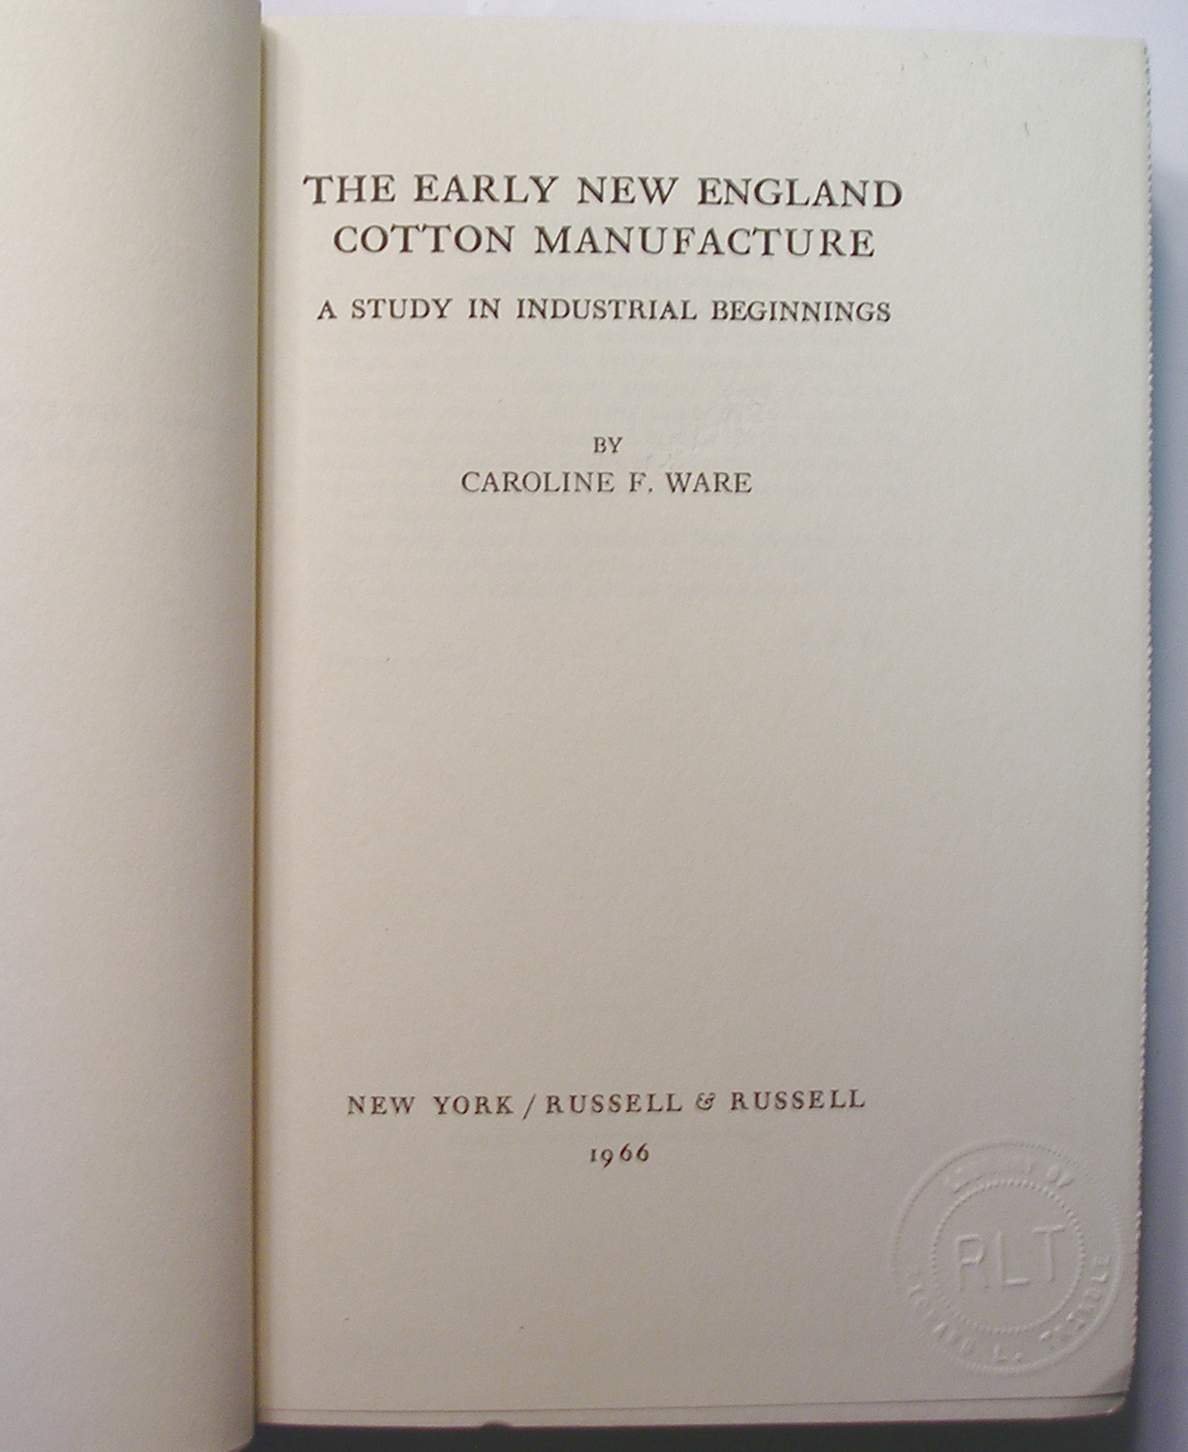 THE EARLY NEW ENGLAND
COTTON MANUFACTURE
A STUDY IN INDUSTRIAL BEGINNINGS
BY
CAROLINE F. WARE
NEW YORK / RUSSELL & RUSSELL
1966
OF
RLT
L.